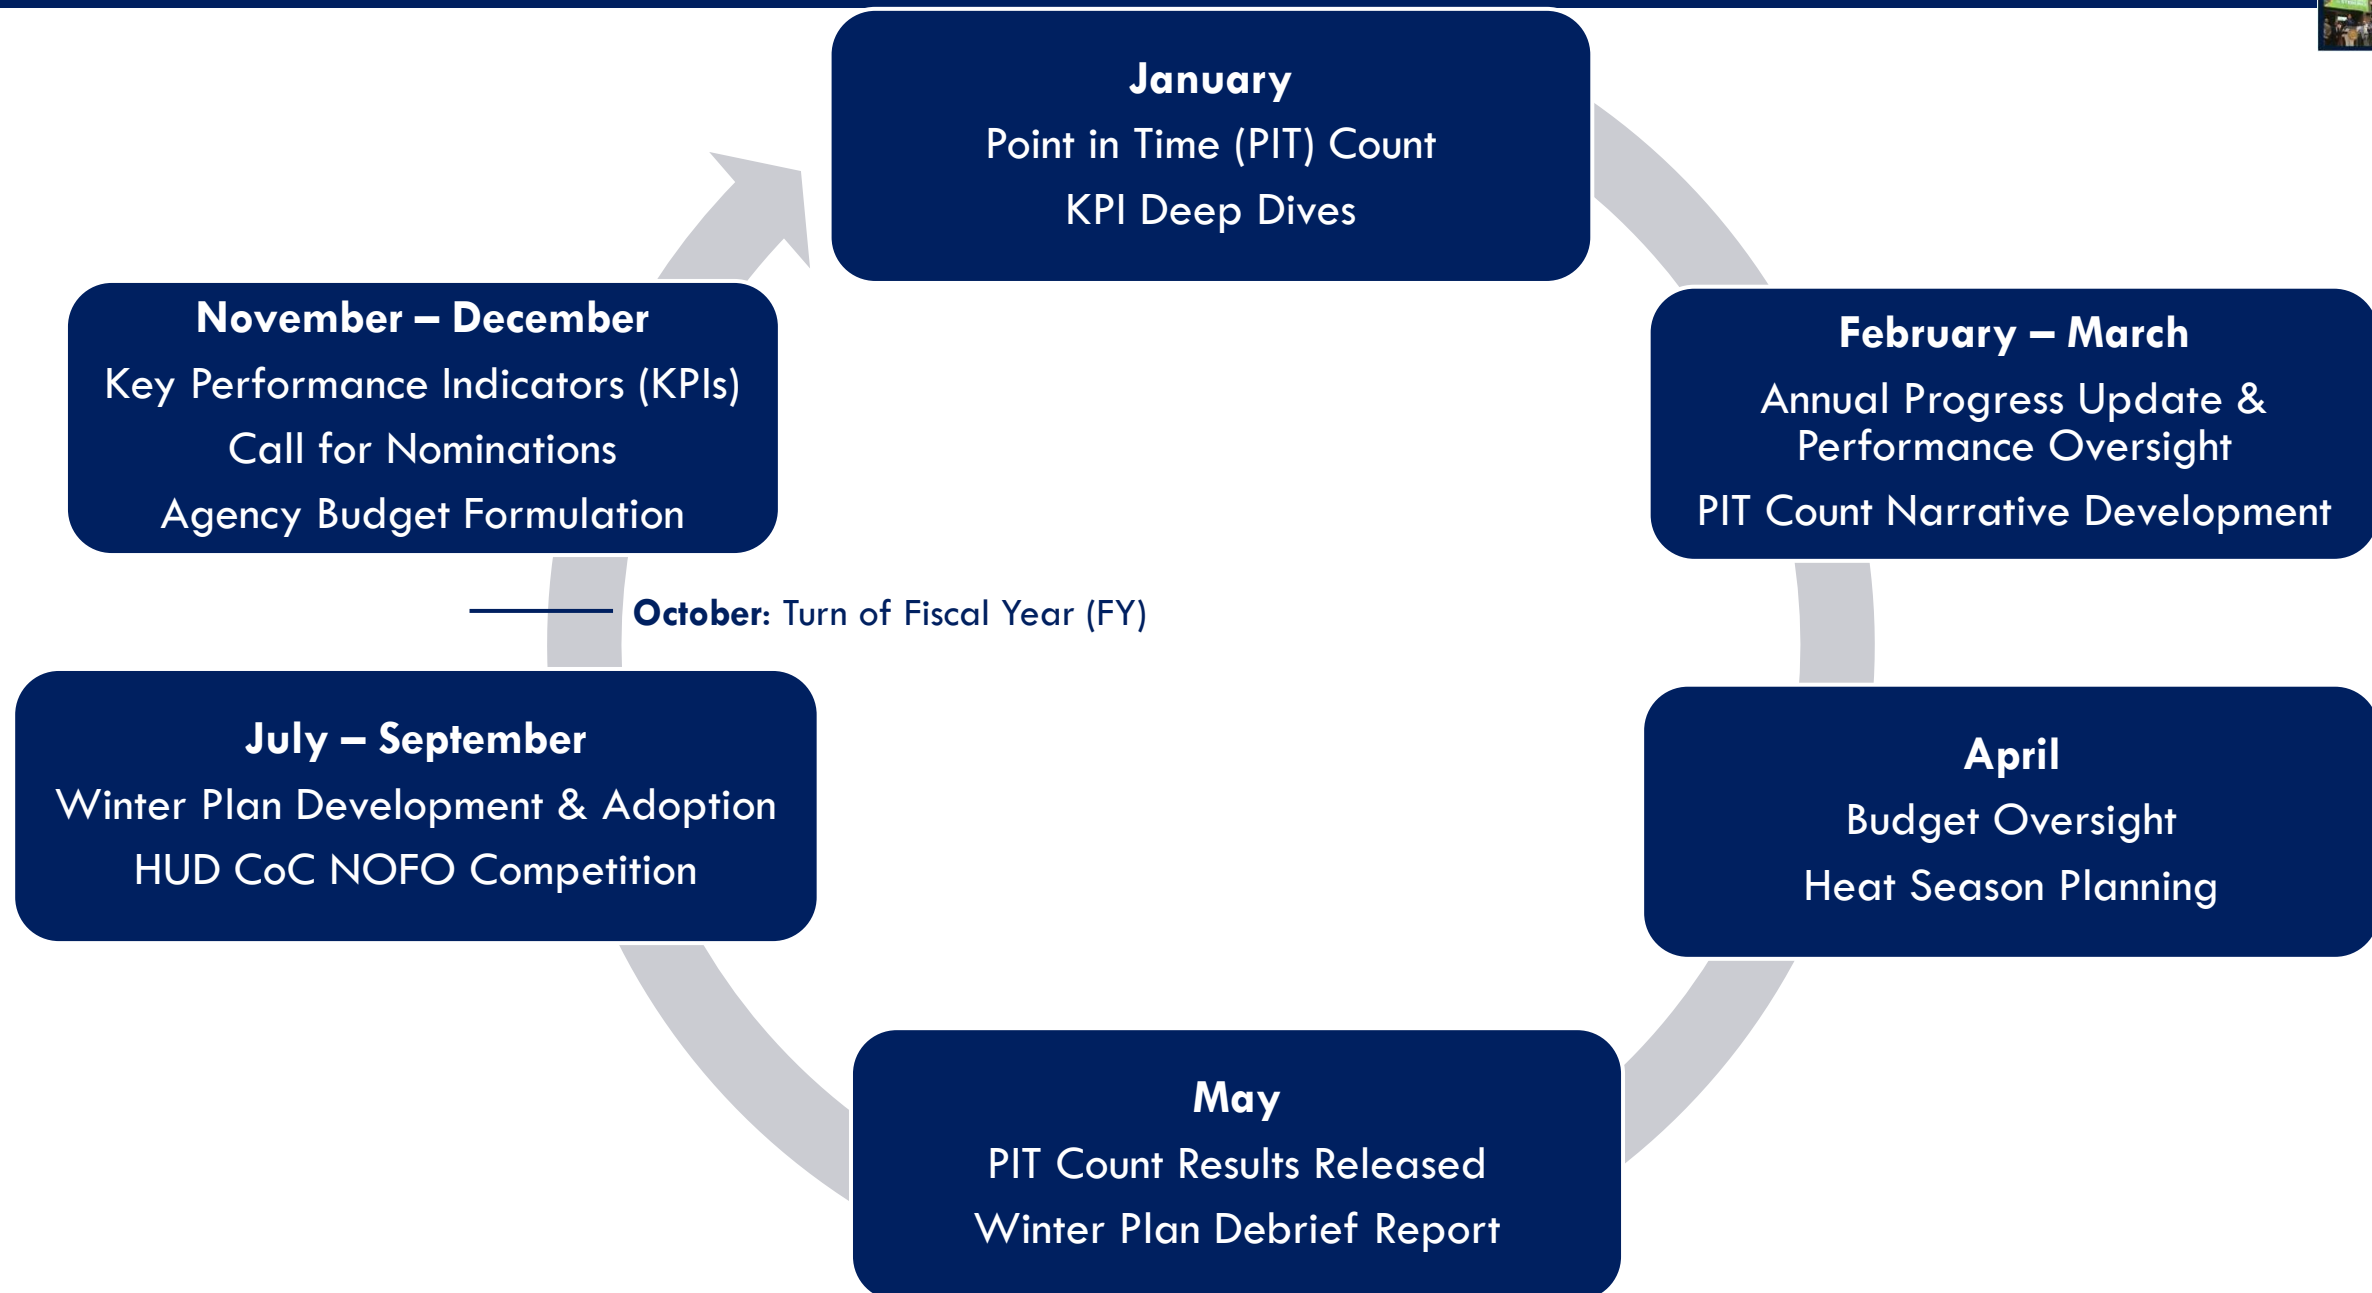 January
Point in Time (PIT) Count
KPI Deep Dives
February – March
Annual Progress Update &
Performance Oversight
PIT Count Narrative Development
April
Budget Oversight
Heat Season Planning
May
PIT Count Results Released
Winter Plan Debrief Report
July – September
Winter Plan Development & Adoption
HUD CoC NOFO Competition
October: Turn of Fiscal Year (FY)
November – December
Key Performance Indicators (KPIs)
Call for Nominations
Agency Budget Formulation